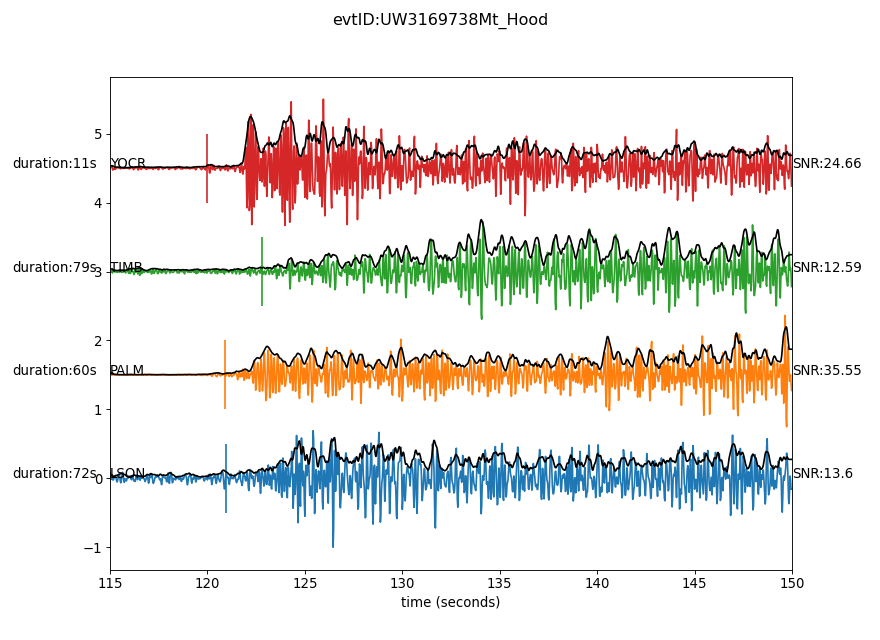 evtID:UW3169738Mt_Hood
5
duration:11s YOCR SNR:24.66
4
duration:79s TIMB SNR:12.59
3
2
duration:60s PALM SNR:35.55
1
duration:72s LSON SNR:13.6
0
−1
115 120 125 130 135 140 145 150
time (seconds)